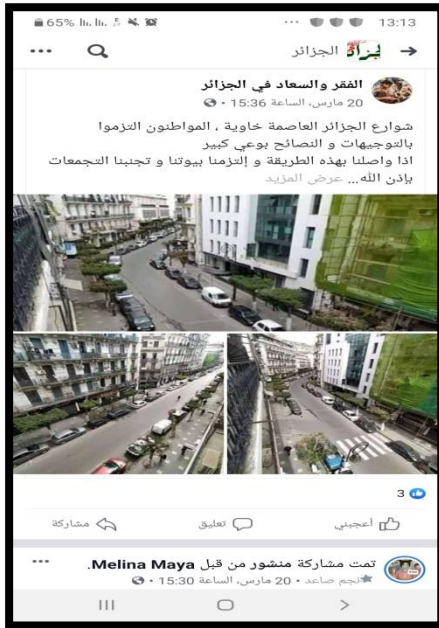 65% 13:13
الجزائر
الفقر والسعاد في الجزائر
20 مارس، الساعة 15:36
شوارع الجزائر العاصمة خاوية ، المواطنون التزموا
بالتوجيهات و النصائح بوعي كبير
اذا واصلنا بهذه الطريقة و إلتزمنا بيوتنا و تجنبنا التجمعات
بإذن الله... عرض المزيد
3
أعجبني تعليق مشاركة
تمت مشاركة منشور من قبل Melina Maya.
نجم صاعد · 20 مارس، الساعة 15:30